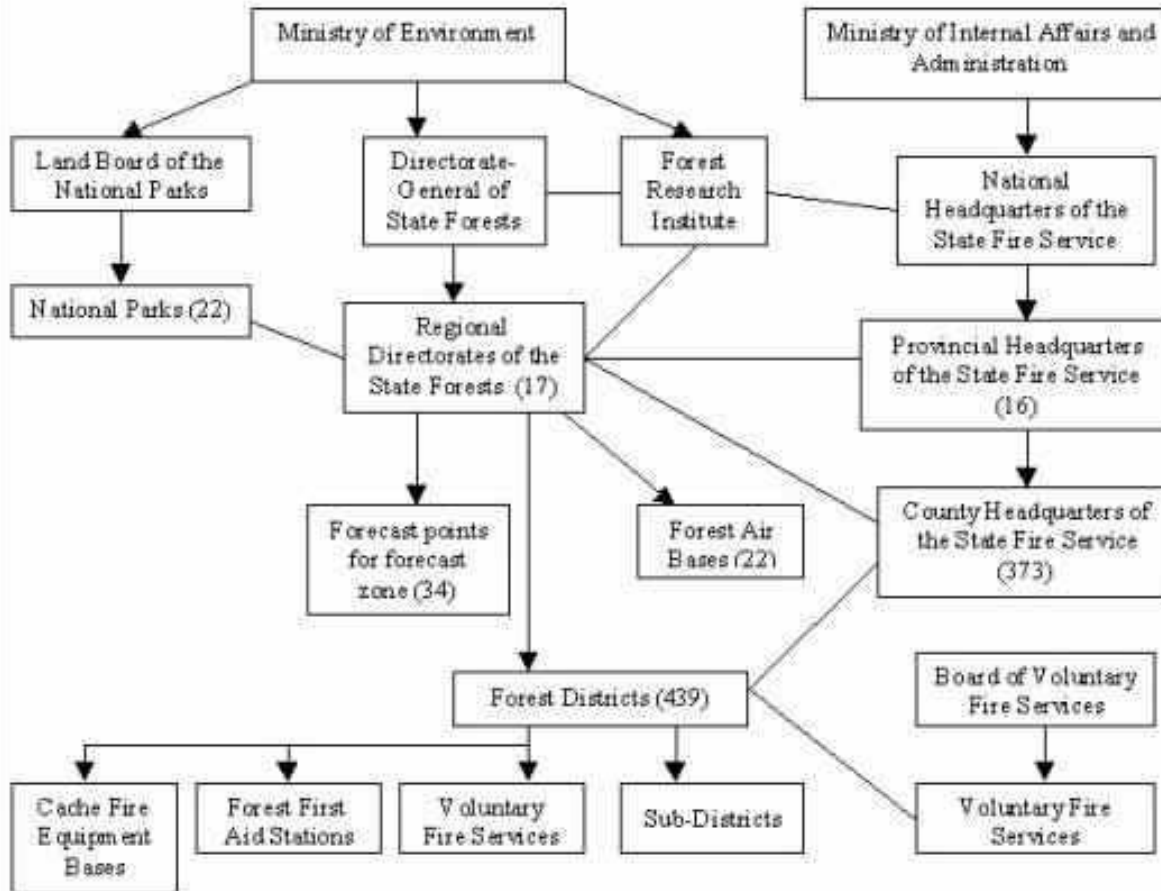 Ministry of Environment
Ministry of Internal Affairs and
Administration
Land Board of the
National Parks
Directorate-
General of
State Forests
Forest
Research
Institute
National
Headquarters of the
State Fire Service
National Parks (22)
Regional
Directorates of the
State Forests (17)
Provincial Headquarters
of the State Fire Service
(16)
Forecast points
for forecast
zone (34)
Forest Air
Bases (22)
County Headquarters of
the State Fire Service
(373)
Forest Districts (439)
Board of Voluntary
Fire Services
Cache Fire
Equipment
Bases
Forest First
Aid Stations
Voluntary
Fire Services
Sub-Districts
Voluntary Fire
Services